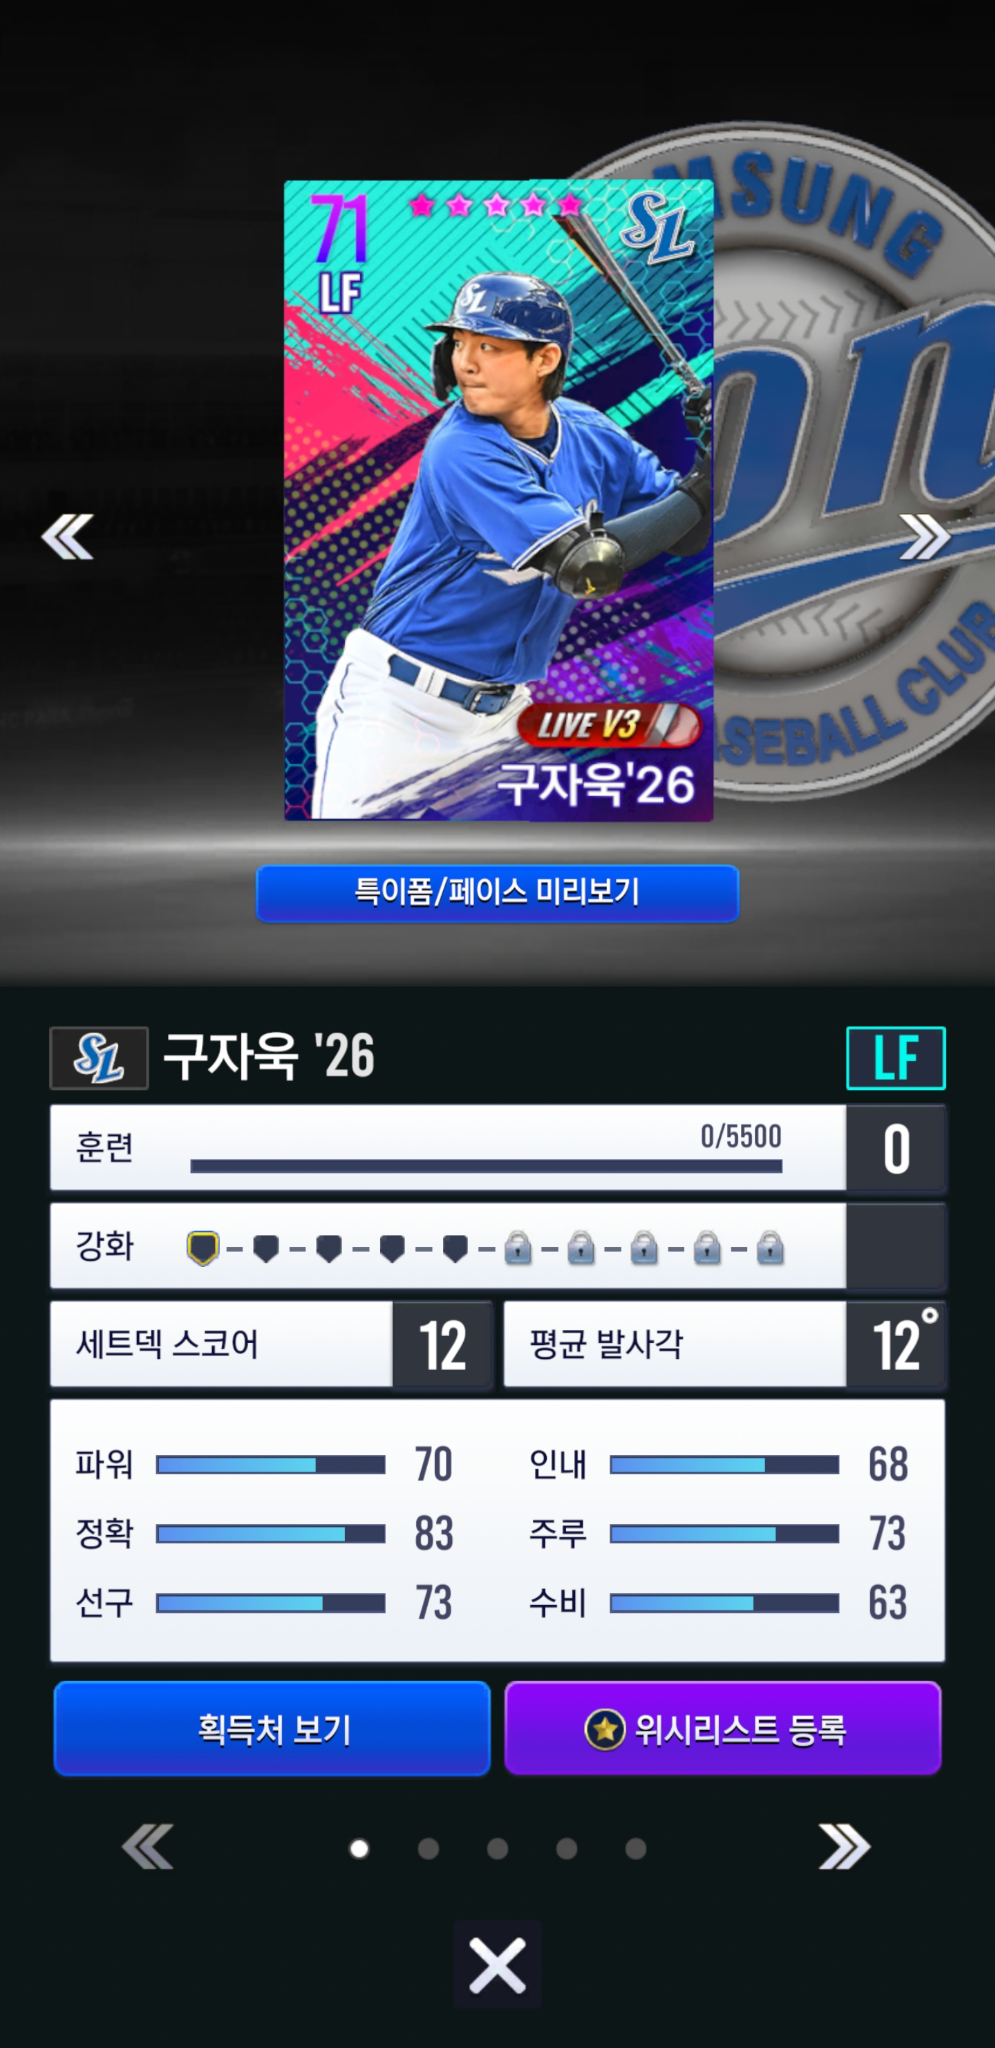 71
LF
SL
SL
SAMSUNG
BASEBALL CLUB
LIVE V3
구자욱'26
특이폼/페이스 미리보기
SL 구자욱 '26 LF
훈련 0/5500 0
강화
세트덱 스코어 12 평균 발사각 12°
파워 70 인내 68
정확 83 주루 73
선구 73 수비 63
획득처 보기 위시리스트 등록